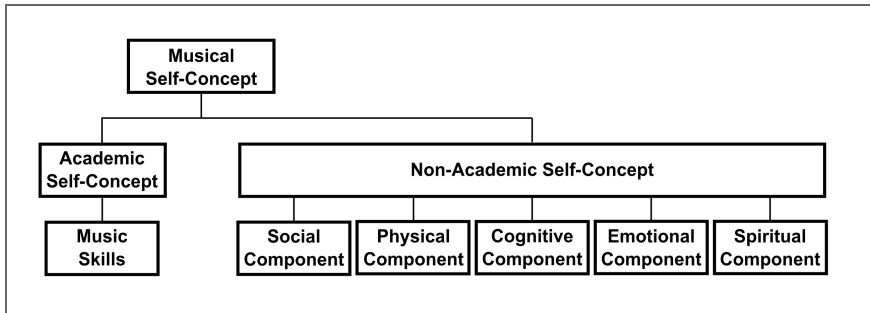 Musical
Self-Concept
Academic
Self-Concept
Non-Academic Self-Concept
Music
Skills
Social
Component
Physical
Component
Cognitive
Component
Emotional
Component
Spiritual
Component